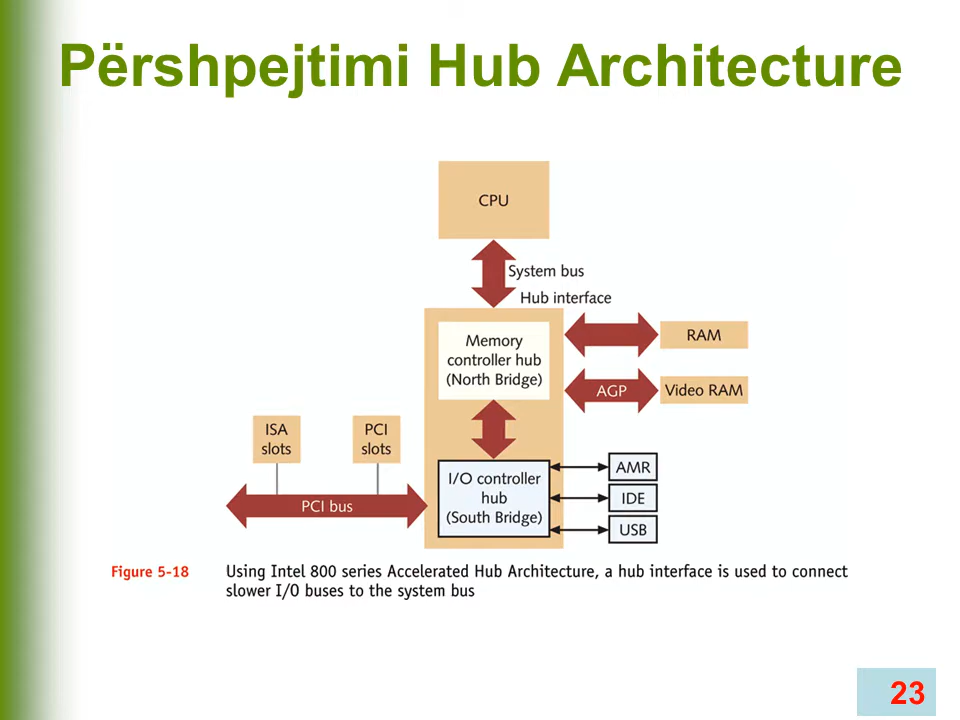 Përshpejtimi Hub Architecture
CPU
System bus
Hub interface
Memory
controller hub
(North Bridge)
RAM
AGP
Video RAM
ISA
slots
PCI
slots
PCI bus
I/O controller
hub
(South Bridge)
AMR
IDE
USB
Figure 5-18 Using Intel 800 series Accelerated Hub Architecture, a hub interface is used to connect
slower I/O buses to the system bus
23